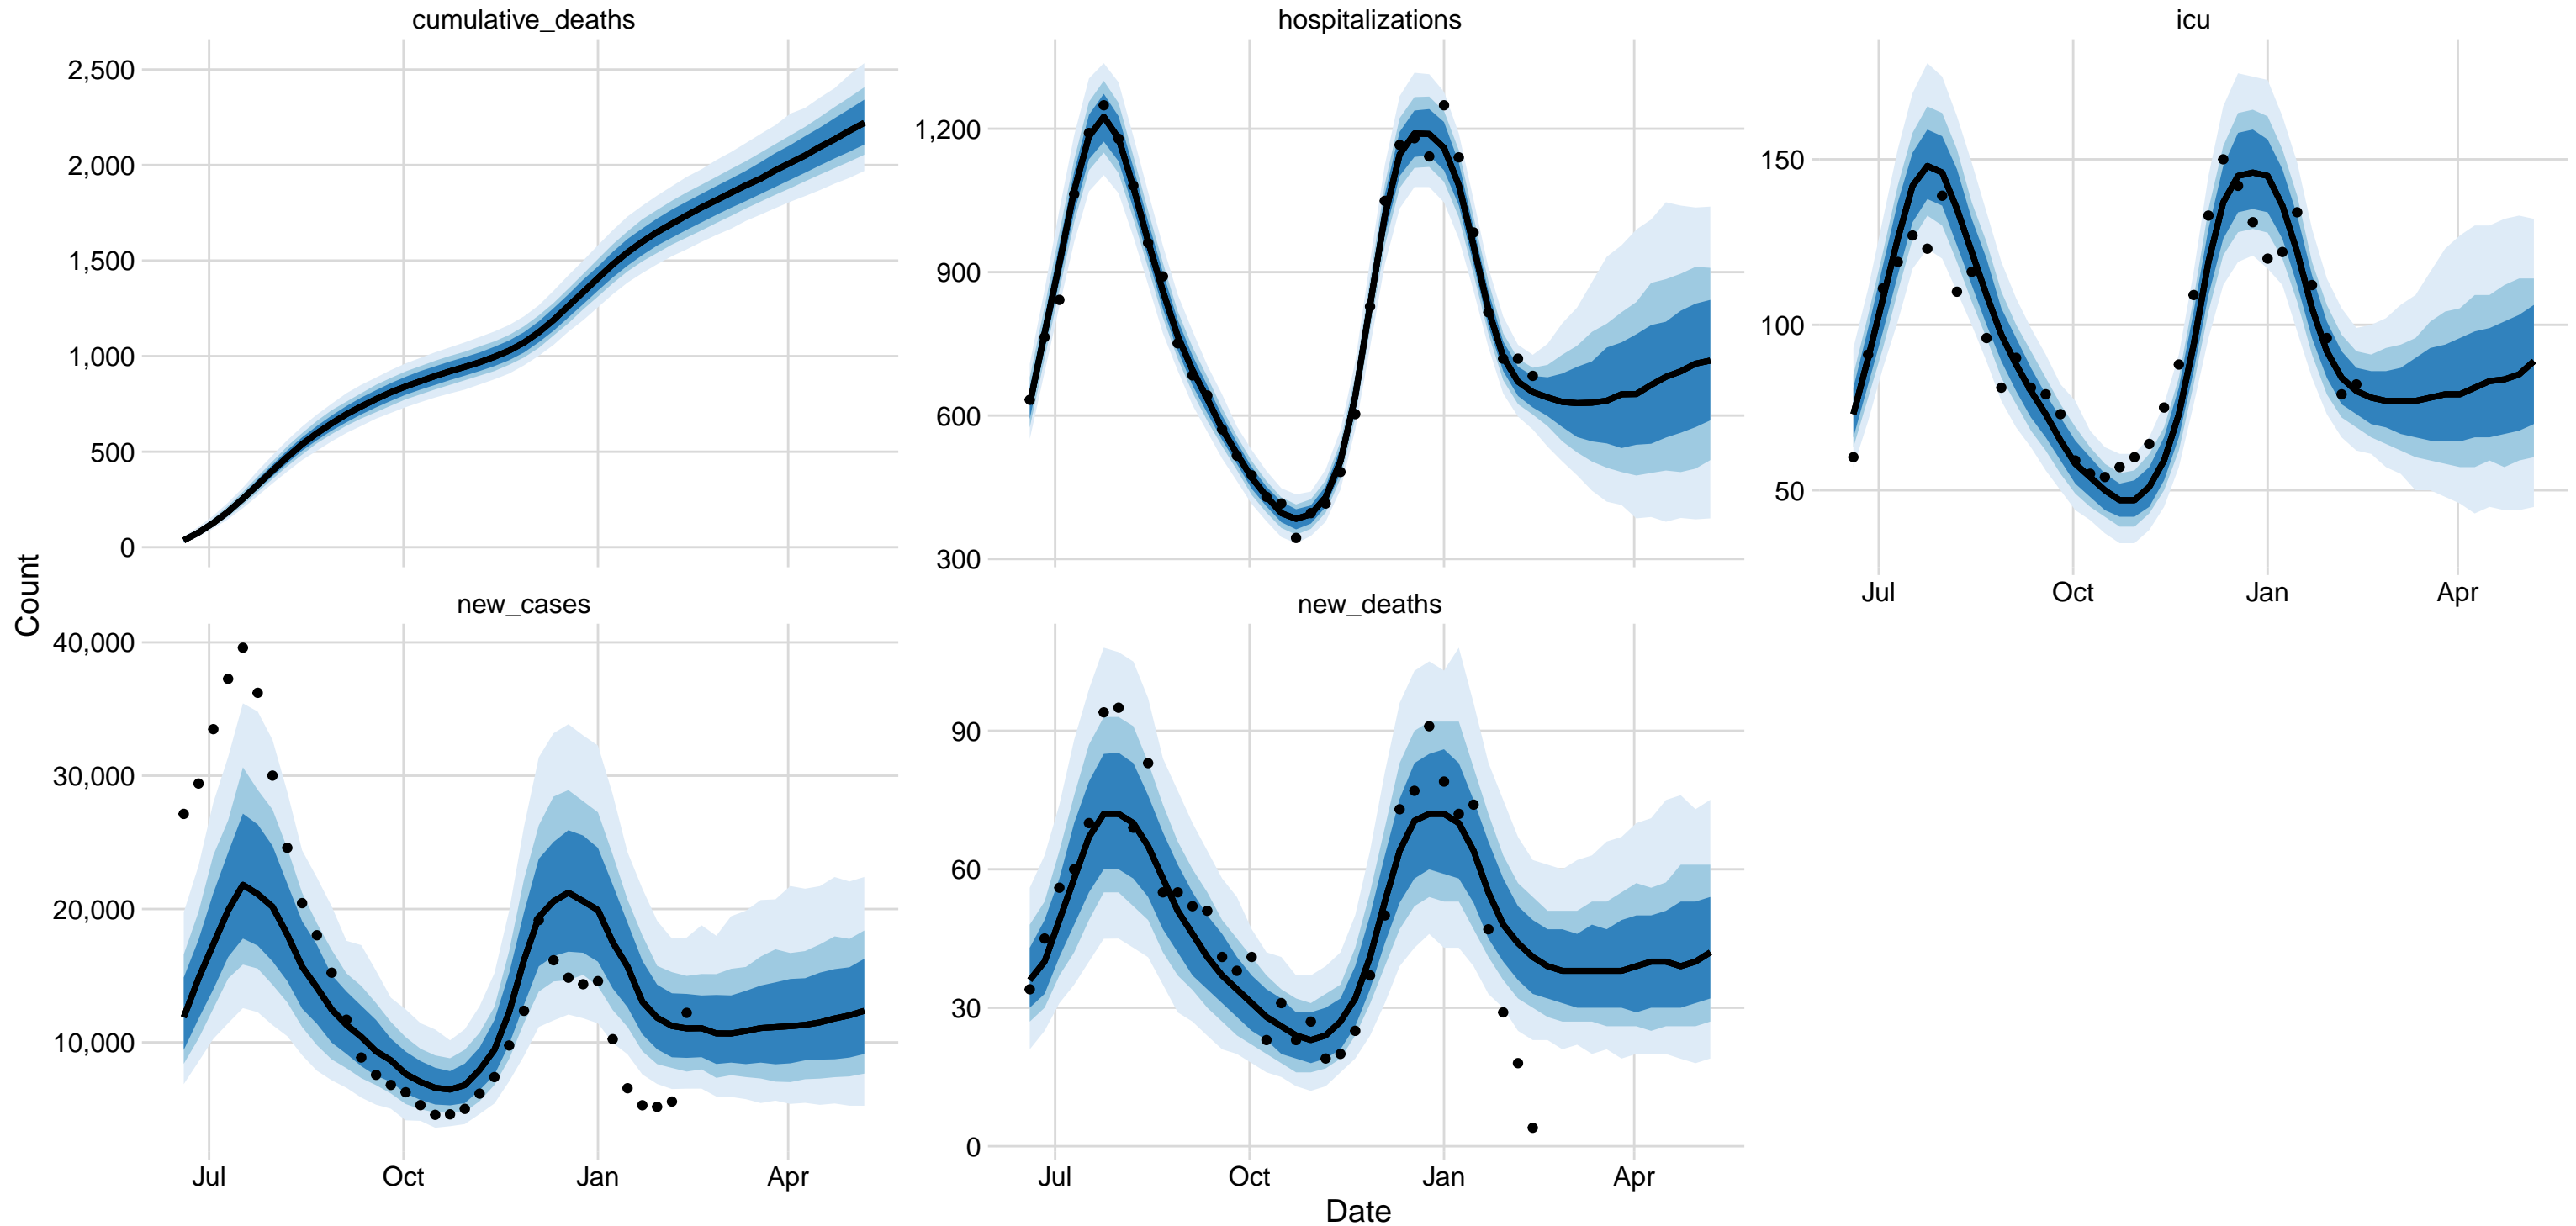 cumulative_deaths
hospitalizations
icu
2,500
2,000
1,500
1,000
500
0
1,200
900
600
300
150
100
50
Jul Oct Jan Apr
new_cases
new_deaths
40,000
30,000
20,000
10,000
90
60
30
0
Jul Oct Jan Apr
Jul Oct Jan Apr
Count
Date